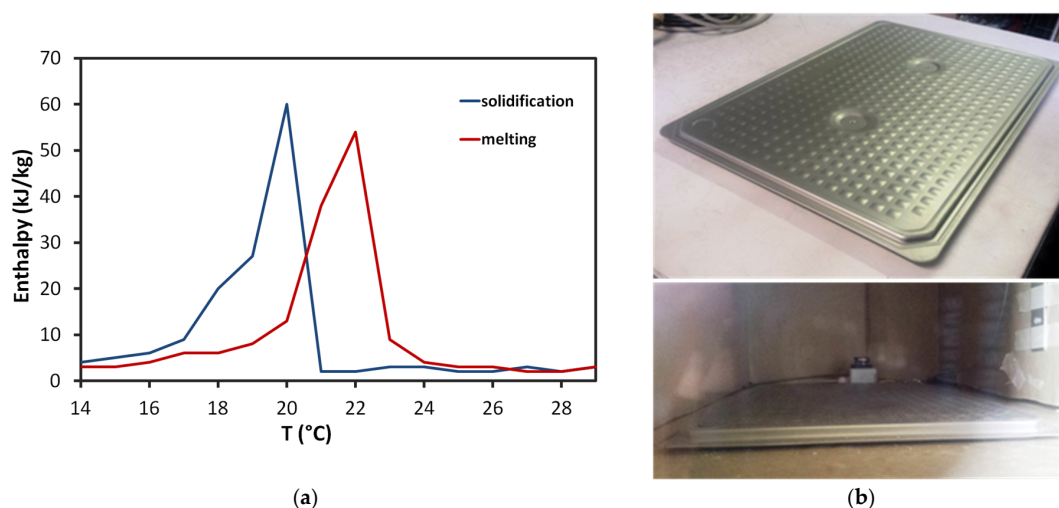 70
60
50
40
30
20
10
0
Enthalpy (kJ/kg)
solidification
melting
14 16 18 20 22 24 26 28
T (°C)
(a) (b)